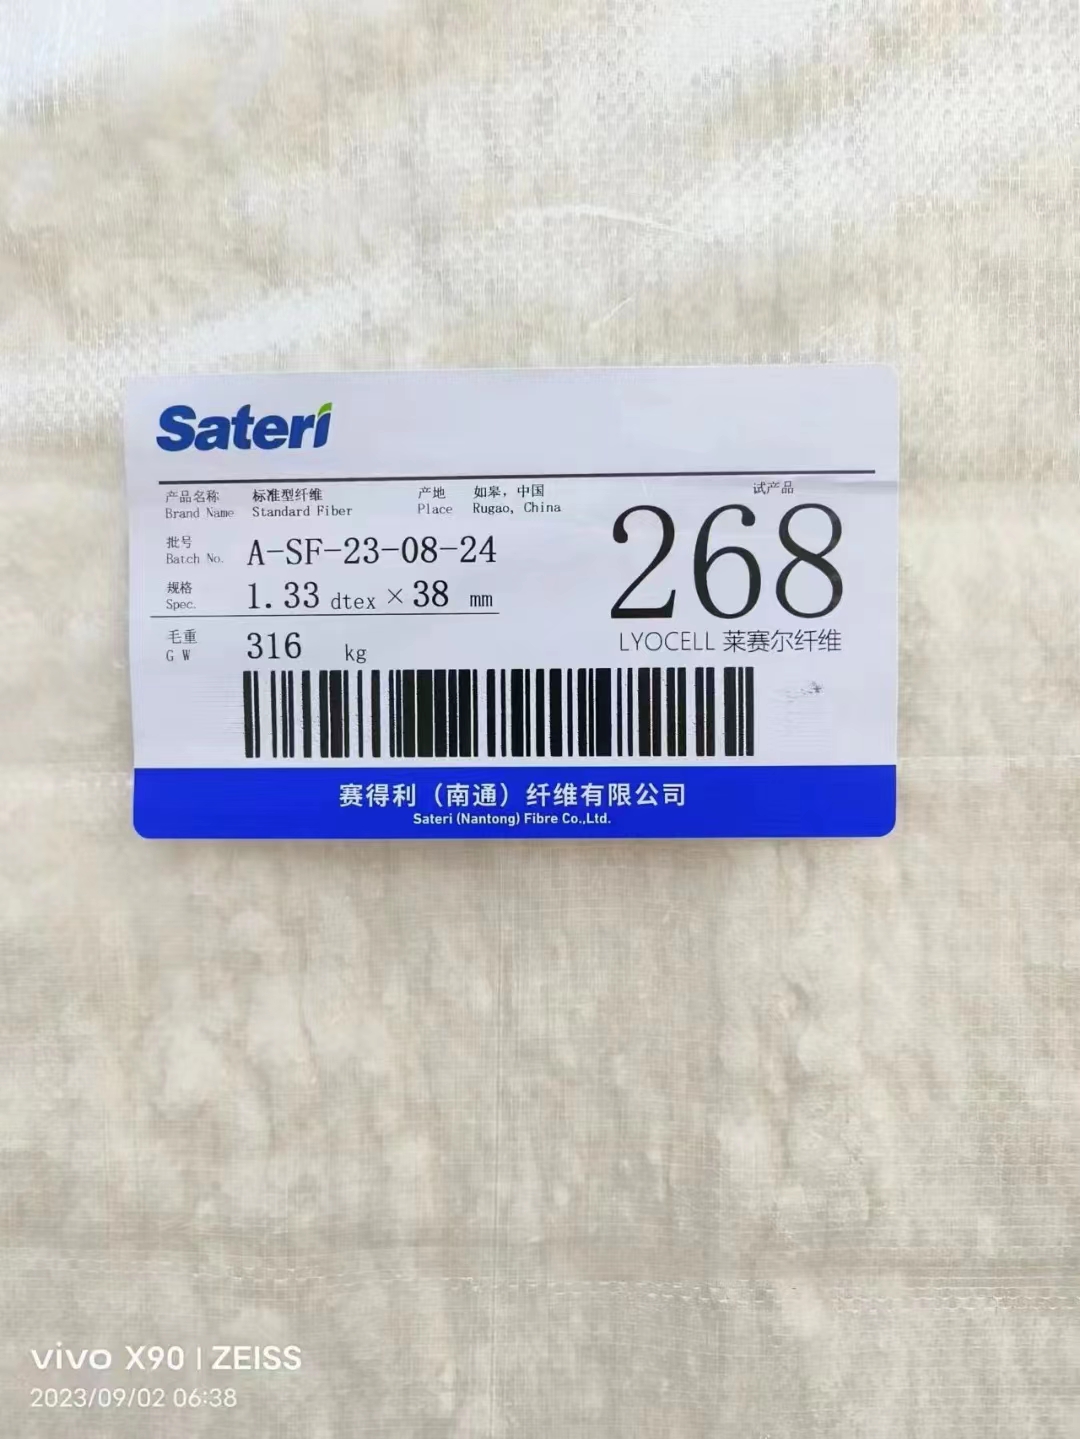 Sateri
产品名称 标准型纤维 产地 如皋，中国 试产品
Brand Name Standard Fiber Place Rugao, China
批号
Batch No. A-SF-23-08-24
268
规格
Spec. 1.33 dtex × 38 mm
LYOCELL 莱赛尔纤维
毛重
G W 316 kg
赛得利（南通）纤维有限公司
Sateri (Nantong) Fibre Co.,Ltd.
vivo X90 | ZEISS
2023/09/02 06:38